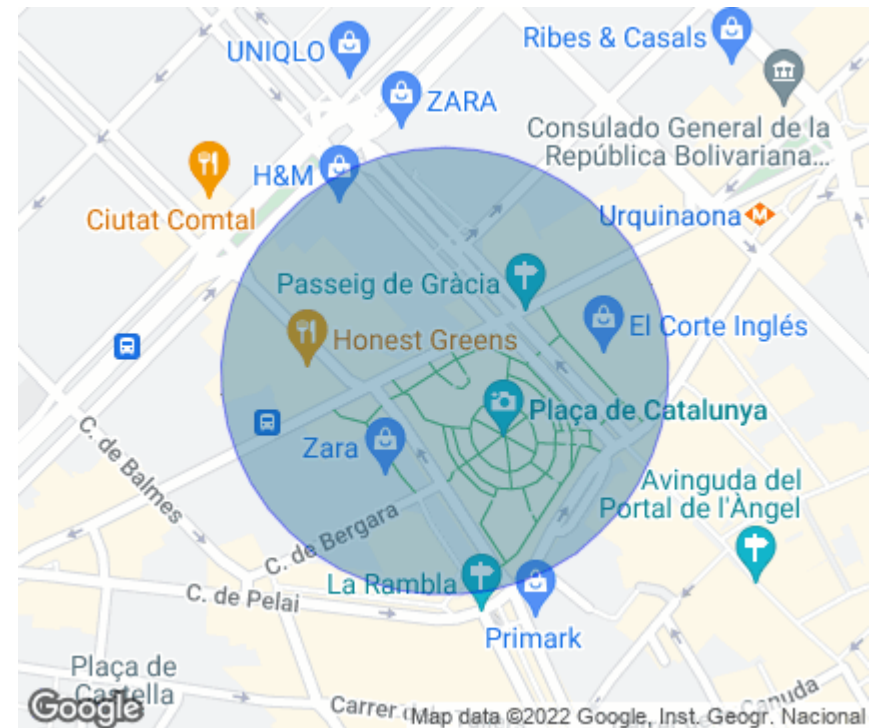 UNIQLO
Ribes & Casals
ZARA
Consulado General de la
República Bolivariana...
H&M
Ciutat Comtal
Urquinaona
M
Passeig de Gràcia
El Corte Inglés
Honest Greens
Plaça de Catalunya
Zara
C. de Balmes
Avinguda del
Portal de l'Àngel
C. de Bergara
La Rambla
C. de Pelai
Primark
Plaça de
Castella
Google
Carrer
Canuda
Map data ©2022 Google, Inst. Geogr. Nacional